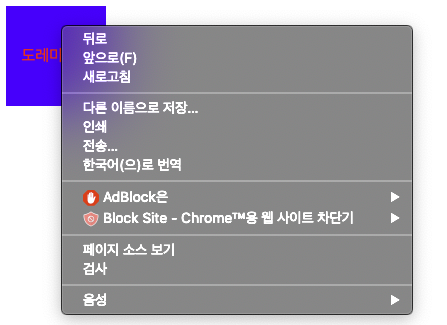 도레미
뒤로
앞으로(F)
새로고침
다른 이름으로 저장...
인쇄
전송...
한국어(으)로 번역
AdBlock은
Block Site - Chrome™용 웹 사이트 차단기
페이지 소스 보기
검사
음성